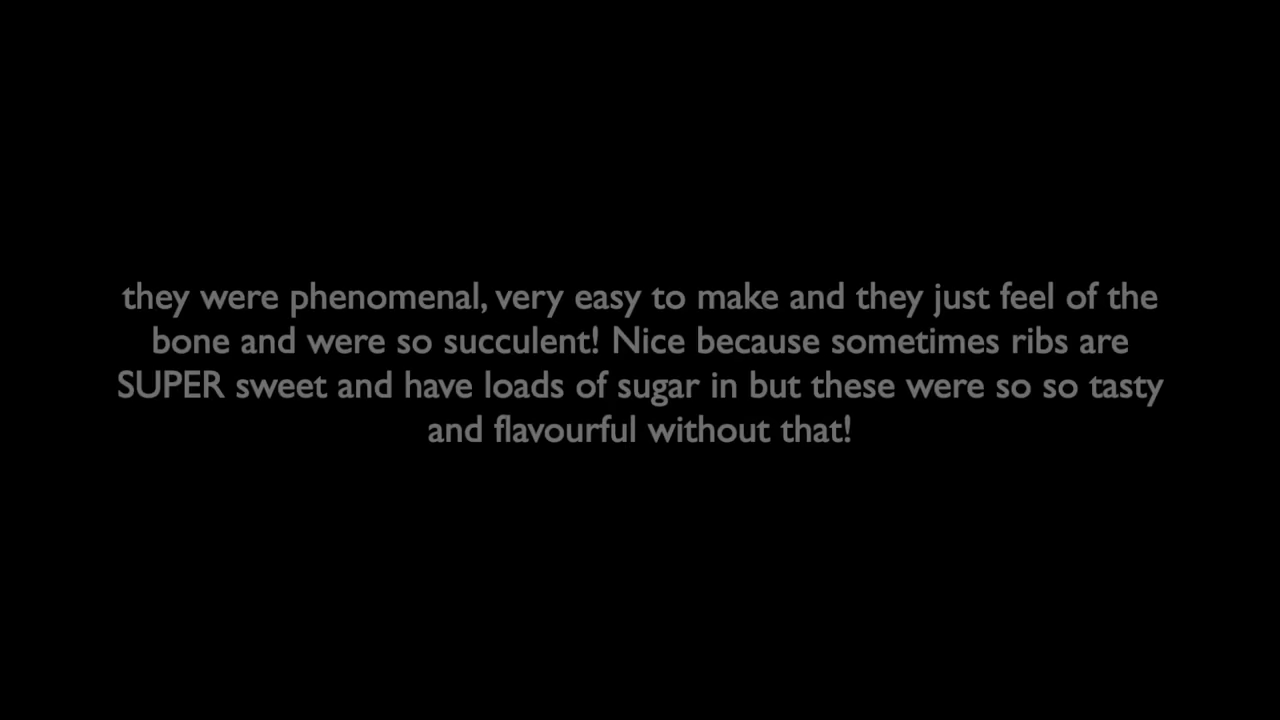 they were phenomenal, very easy to make and they just feel of the
bone and were so succulent! Nice because sometimes ribs are
SUPER sweet and have loads of sugar in but these were so so tasty
and flavourful without that!